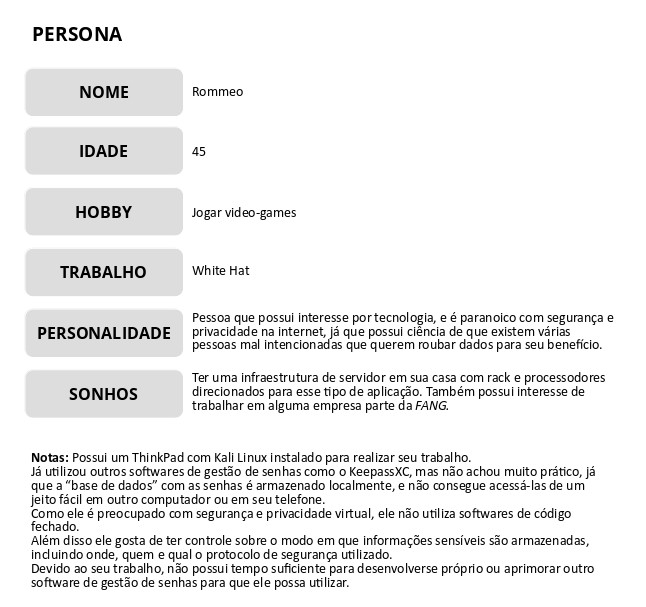 PERSONA
NOME
Rommeo
IDADE
45
HOBBY
Jogar video-games
TRABALHO
White Hat
PERSONALIDADE
Pessoa que possui interesse por tecnologia, e é paranoico com segurança e
privacidade na internet, já que possui ciência de que existem várias
pessoas mal intencionadas que querem roubar dados para seu benefício.
SONHOS
Ter uma infraestrutura de servidor em sua casa com rack e processadores
direcionados para esse tipo de aplicação. Também possui interesse de
trabalhar em alguma empresa parte da FANG.
Notas: Possui um ThinkPad com Kali Linux instalado para realizar seu trabalho.
Já utilizou outros softwares de gestão de senhas como o KeepassXC, mas não achou muito prático, já
que a “base de dados” com as senhas é armazenado localmente, e não consegue acessá-las de um
jeito fácil em outro computador ou em seu telefone.
Como ele é preocupado com segurança e privacidade virtual, ele não utiliza softwares de código
fechado.
Além disso ele gosta de ter controle sobre o modo em que informações sensíveis são armazenadas,
incluindo onde, quem e qual o protocolo de segurança utilizado.
Devido ao seu trabalho, não possui tempo suficiente para desenvolverse próprio ou aprimorar outro
software de gestão de senhas para que ele possa utilizar.